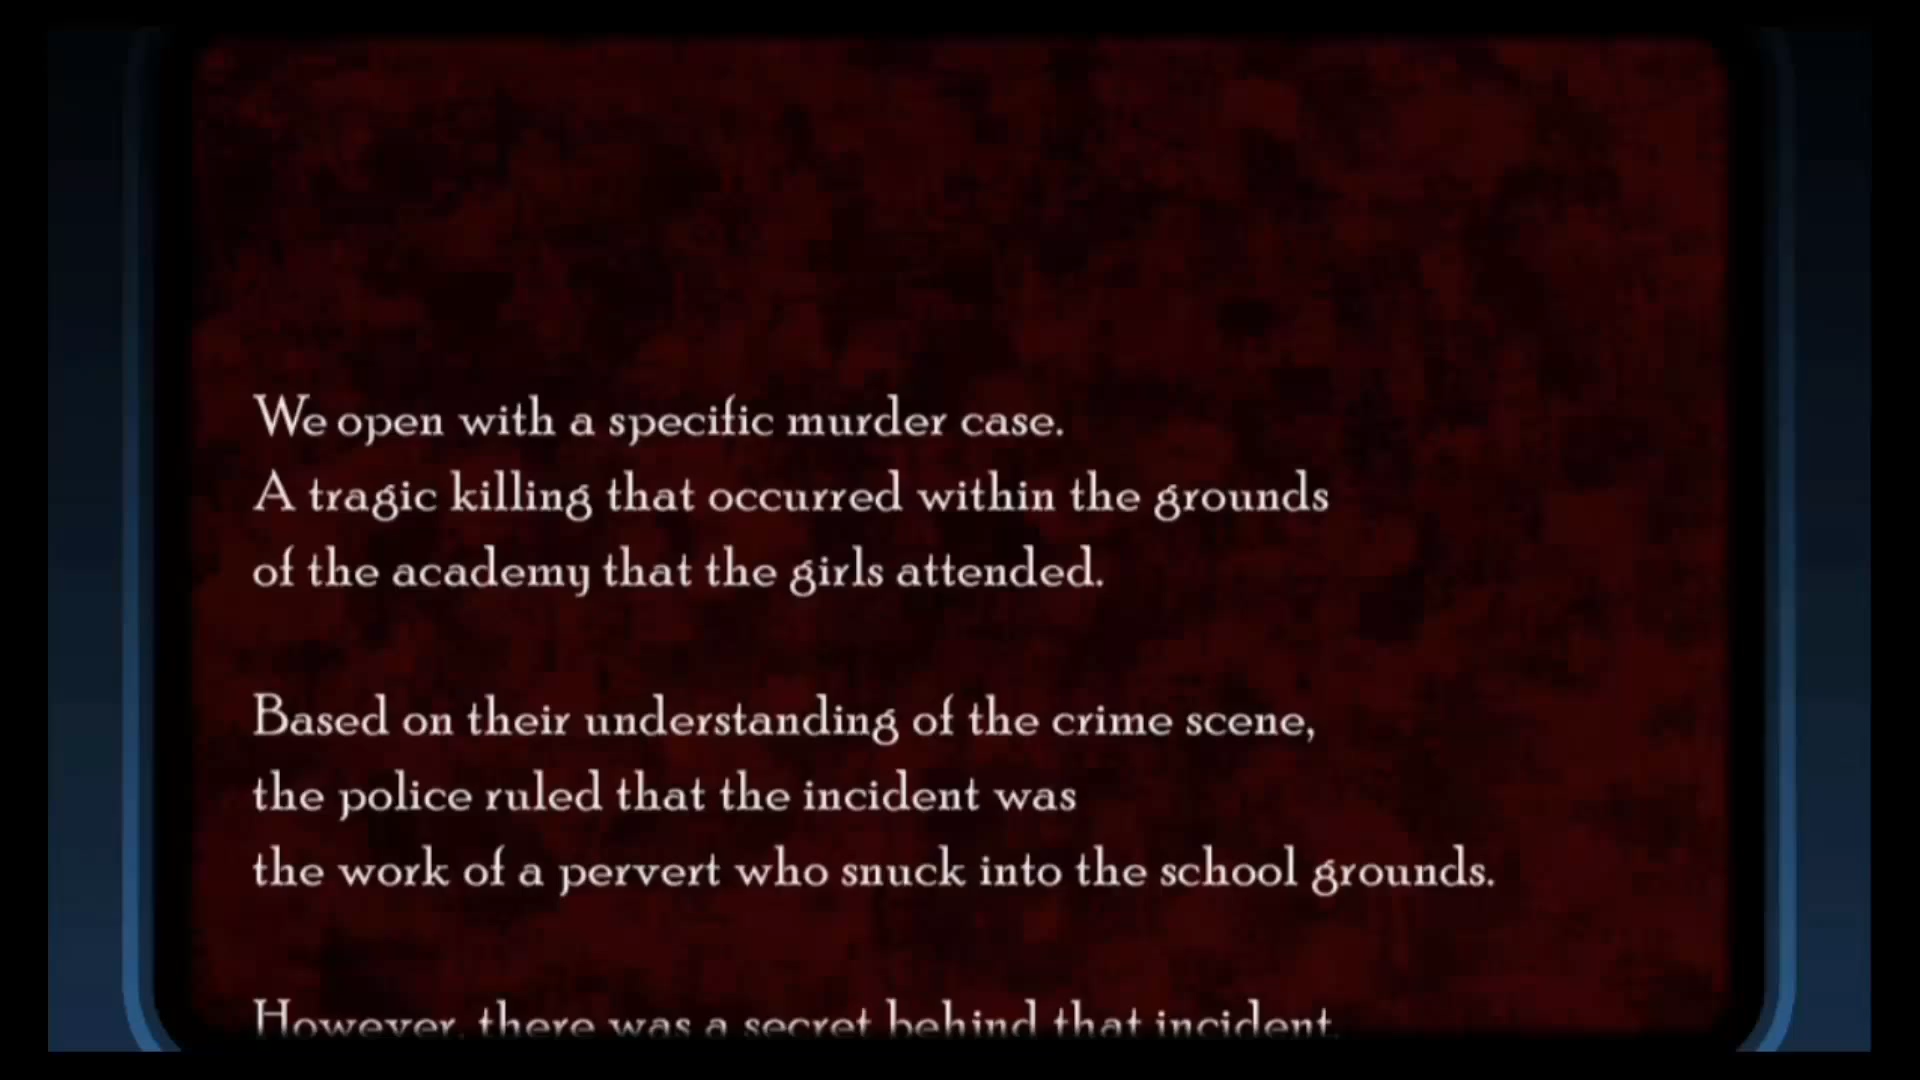 We open with a specific murder case.
A tragic killing that occurred within the grounds
of the academy that the girls attended.
Based on their understanding of the crime scene,
the police ruled that the incident was
the work of a pervert who snuck into the school grounds.
However, there was a secret behind that incident.